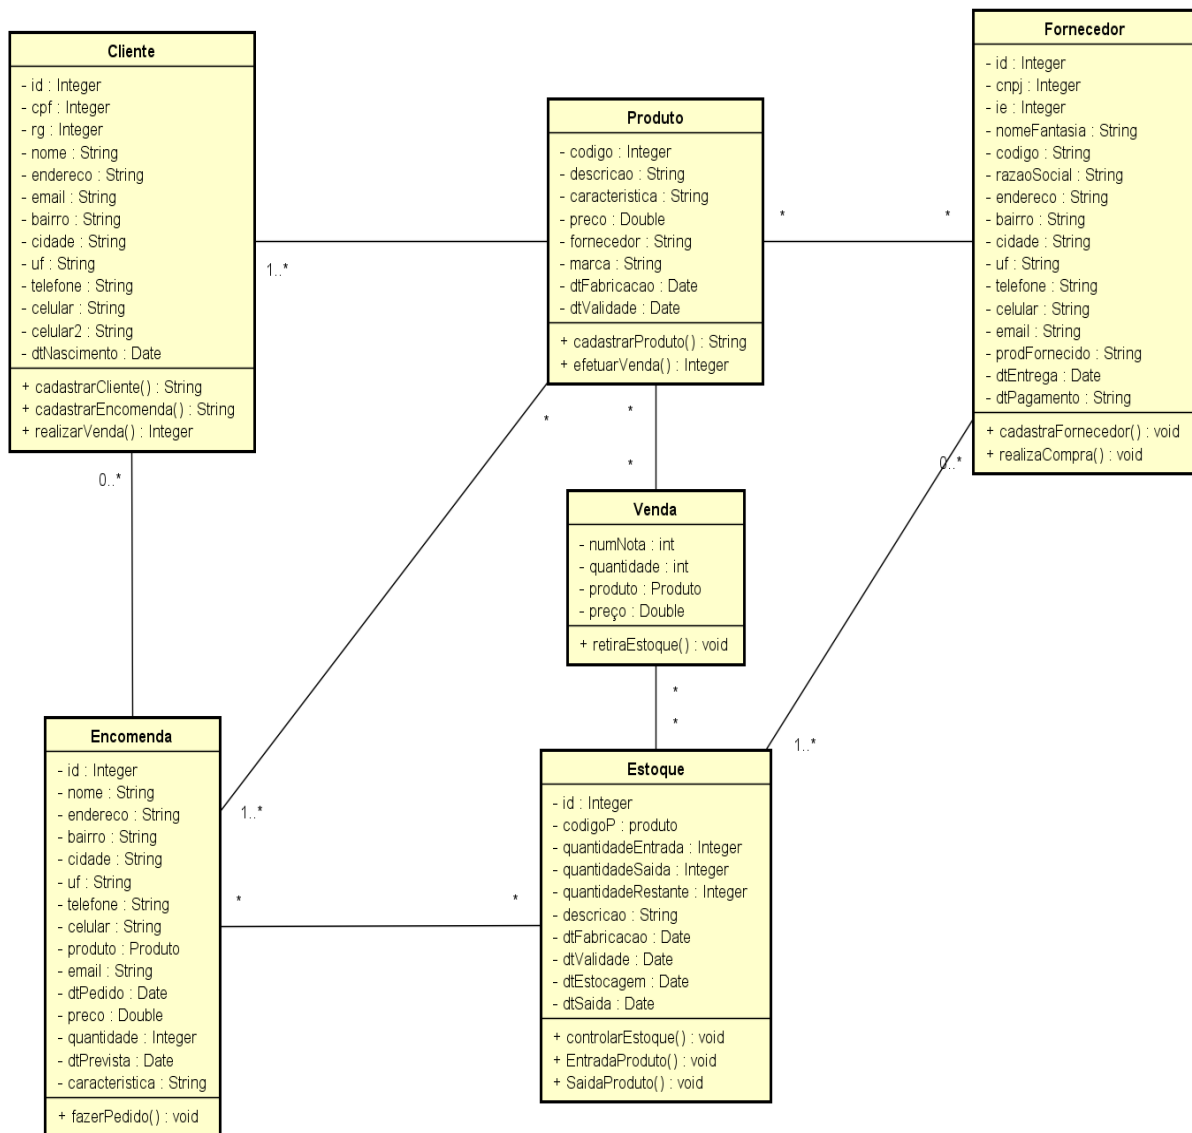 Cliente
- id : Integer
- cpf : Integer
- rg : Integer
- nome : String
- endereco : String
- email : String
- bairro : String
- cidade : String
- uf : String
- telefone : String
- celular : String
- celular2 : String
- dtNascimento : Date
+ cadastrarCliente() : String
+ cadastrarEncomenda() : String
+ realizarVenda() : Integer
1..*
0..*
Produto
- codigo : Integer
- descricao : String
- caracteristica : String
- preco : Double
- fornecedor : String
- marca : String
- dtFabricacao : Date
- dtValidade : Date
+ cadastrarProduto() : String
+ efetuarVenda() : Integer
*
*
*
*
*
Fornecedor
- id : Integer
- cnpj : Integer
- ie : Integer
- nomeFantasia : String
- codigo : String
- razaoSocial : String
- endereco : String
- bairro : String
- cidade : String
- uf : String
- telefone : String
- celular : String
- email : String
- prodFornecido : String
- dtEntrega : Date
- dtPagamento : String
+ cadastraFornecedor() : void
+ realizaCompra() : void
0..*
Venda
- numNota : int
- quantidade : int
- produto : Produto
- preço : Double
+ retiraEstoque() : void
*
*
1..*
Encomenda
- id : Integer
- nome : String
- endereco : String
- bairro : String
- cidade : String
- uf : String
- telefone : String
- celular : String
- produto : Produto
- email : String
- dtPedido : Date
- preco : Double
- quantidade : Integer
- dtPrevista : Date
- caracteristica : String
+ fazerPedido() : void
1..*
*
*
Estoque
- id : Integer
- codigoP : produto
- quantidadeEntrada : Integer
- quantidadeSaida : Integer
- quantidadeRestante : Integer
- descricao : String
- dtFabricacao : Date
- dtValidade : Date
- dtEstocagem : Date
- dtSaida : Date
+ controlarEstoque() : void
+ EntradaProduto() : void
+ SaidaProduto() : void